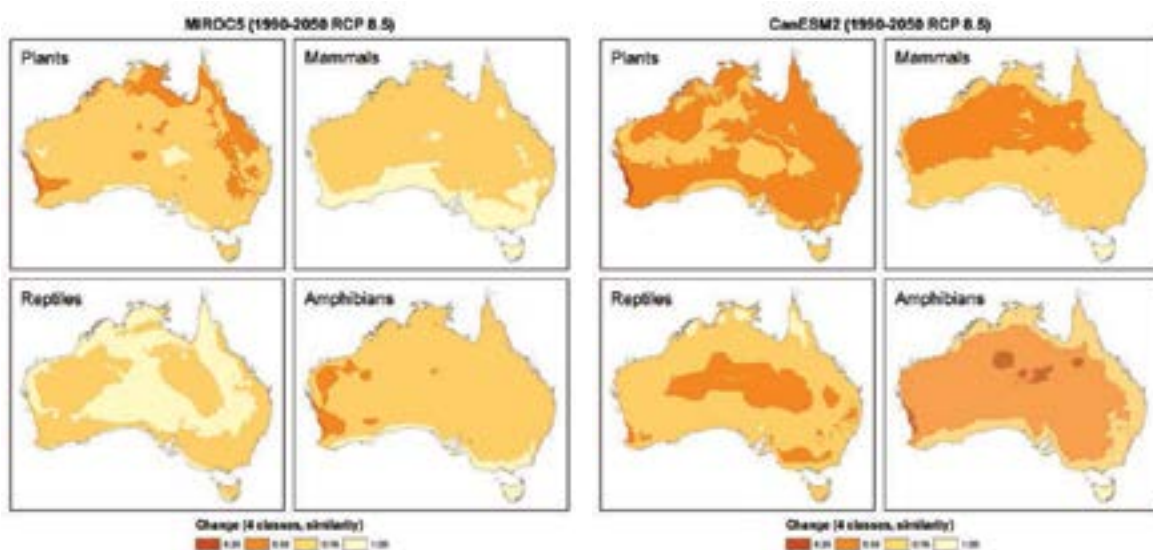 MIROC5 (1990-2050 RCP 8.5)
Plants
Mammals
Reptiles
Amphibians
Change (4 classes, similarity)
CanESM2 (1990-2050 RCP 8.5)
Plants
Mammals
Reptiles
Amphibians
Change (4 classes, similarity)